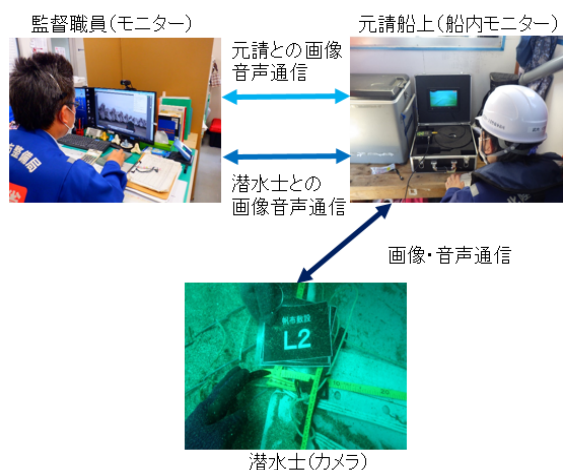 監督職員(モニター)
元請船上(船内モニター)
元請との画像
音声通信
潜水士との
画像音声通信
画像・音声通信
L2
潜水士(カメラ)